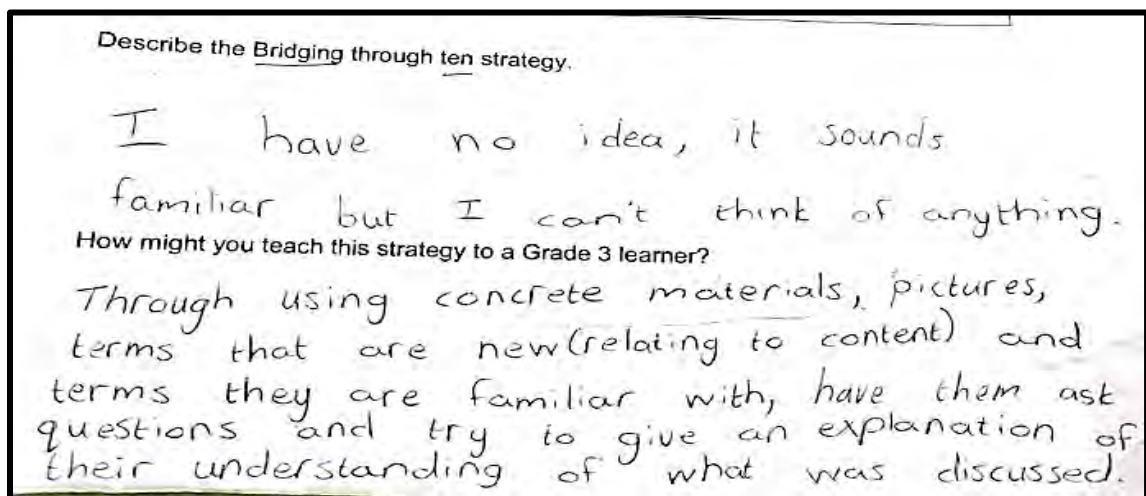 Describe the Bridging through ten strategy.
I have no idea, it sounds
familiar but I can't think of anything.
How might you teach this strategy to a Grade 3 learner?
Through using concrete materials, pictures,
terms that are new (relating to content) and
terms they are familiar with, have them ask
questions and try to give an explanation of
their understanding of what was discussed.